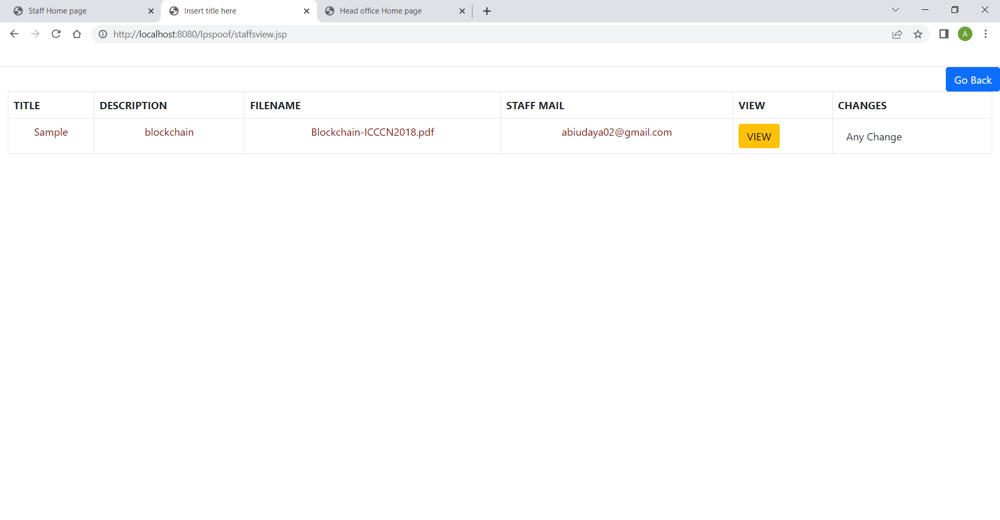 Staff Home page
Insert title here
Head office Home page
http://localhost:8080/Ipspoof/staffsview.jsp
A
Go Back
TITLE DESCRIPTION FILENAME STAFF MAIL VIEW CHANGES
Sample blockchain Blockchain-ICCCN2018.pdf abiudaya02@gmail.com VIEW Any Change